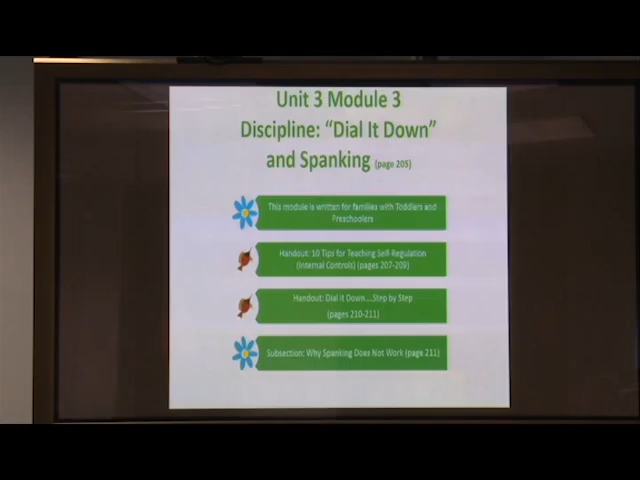 Unit 3 Module 3
Discipline: “Dial It Down”
and Spanking (page 205)
This module is written for families with Toddlers and
Preschoolers
Handout: 10 Tips for Teaching Self-Regulation
(Internal Controls) (pages 207-209)
Handout: Dial it Down....Step by Step
(pages 210-211)
Subsection: Why Spanking Does Not Work (page 211)